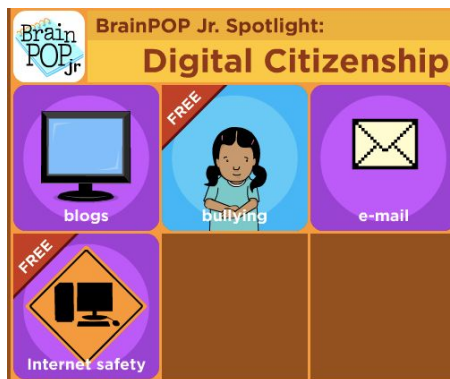 Brain
POP
jr
BrainPOP Jr. Spotlight:
Digital Citizenship
blogs
FREE
bullying
e-mail
FREE
Internet safety